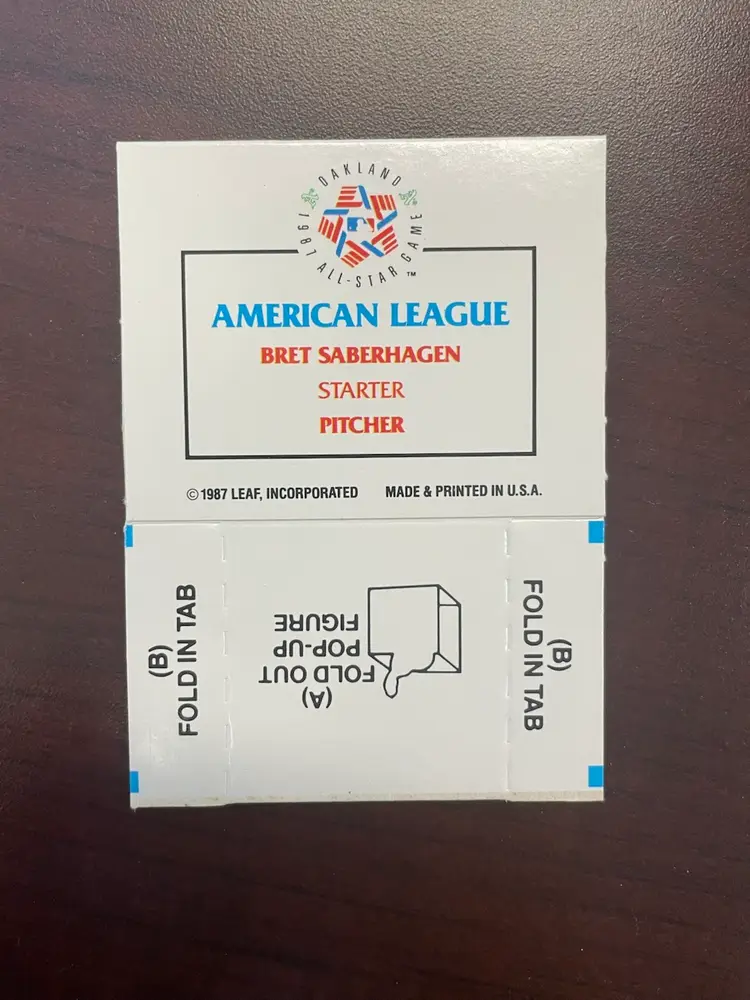 OAKLAND
1987 ALL-STAR GAME ™
AMERICAN LEAGUE
BRET SABERHAGEN
STARTER
PITCHER
© 1987 LEAF, INCORPORATED MADE & PRINTED IN U.S.A.
(B)
FOLD IN TAB
(A)
FOLD OUT
POP-UP
FIGURE
(B)
FOLD IN TAB